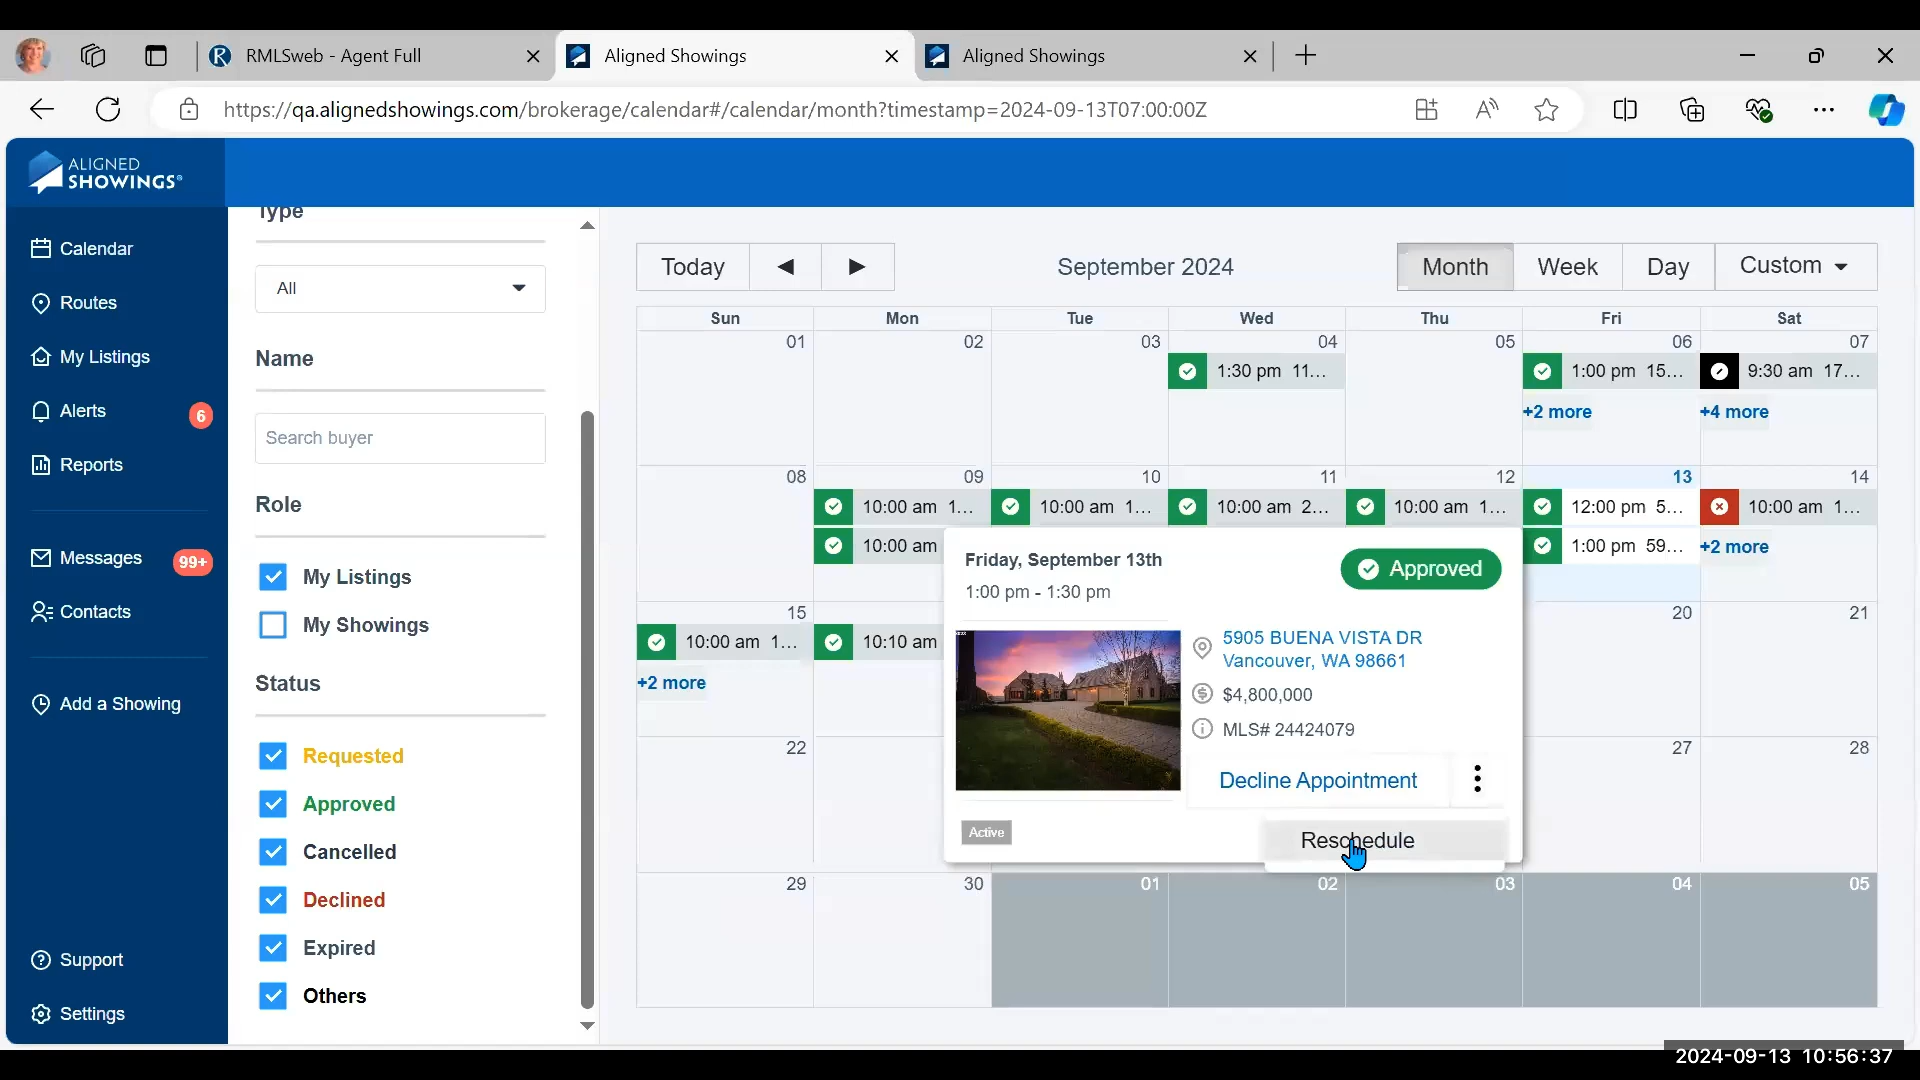 RMLSweb - Agent Full
Aligned Showings
Aligned Showings
https://qa.alignedshowings.com/brokerage/calendar#/calendar/month?timestamp=2024-09-13T07:00:00Z
ALIGNED
SHOWINGS®
Calendar
Routes
My Listings
Alerts 6
Reports
Messages 99+
Contacts
Add a Showing
Support
Settings
Type
All
Name
Search buyer
Role
My Listings
My Showings
Status
Requested
Approved
Cancelled
Declined
Expired
Others
Today
September 2024
Month Week Day Custom
Sun Mon Tue Wed Thu Fri Sat
01 02 03 04 05 06 07
1:30 pm 11... 1:00 pm 15... 9:30 am 17...
+2 more +4 more
08 09 10 11 12 13 14
10:00 am 1... 10:00 am 1... 10:00 am 2... 10:00 am 1... 12:00 pm 5... 10:00 am 1...
10:00 am 1:00 pm 59... +2 more
15 20 21
10:00 am 1... 10:10 am
+2 more
22 27 28
29 30 01 02 03 04 05
Friday, September 13th
1:00 pm - 1:30 pm
Approved
5905 BUENA VISTA DR
Vancouver, WA 98661
$4,800,000
MLS# 24424079
Decline Appointment
Active
Reschedule
2024-09-13 10:56:37